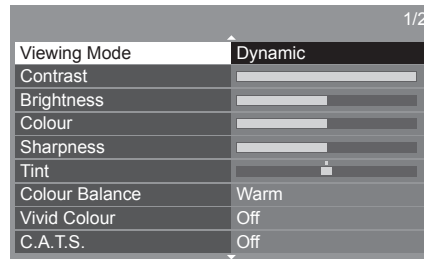 1/2
Viewing Mode Dynamic
Contrast
Brightness
Colour
Sharpness
Tint
Colour Balance Warm
Vivid Colour Off
C.A.T.S. Off